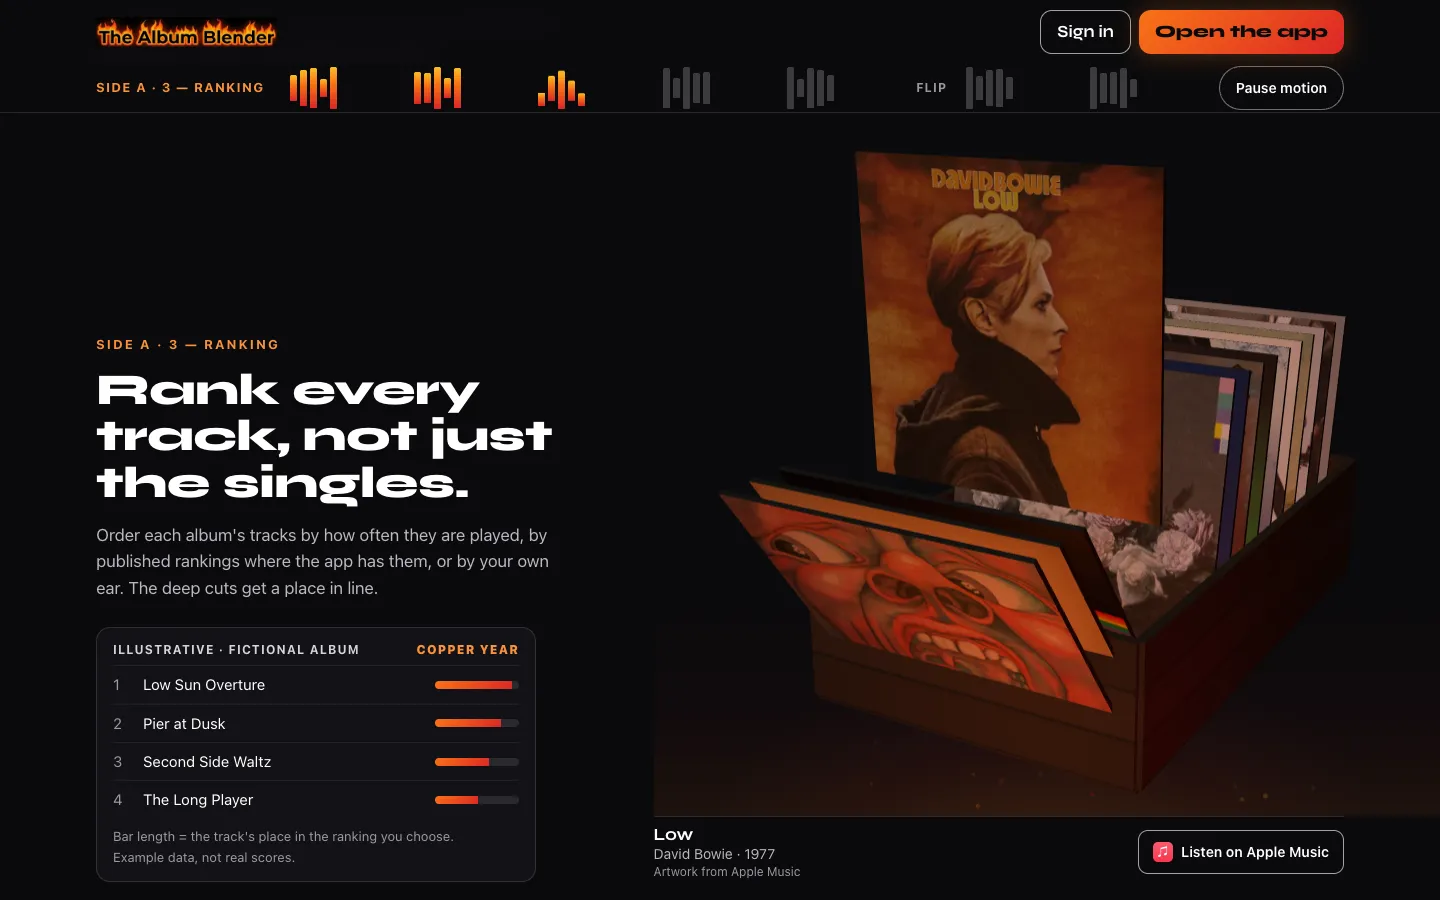 The Album Blender
Sign in
Open the app
SIDE A · 3 — RANKING
FLIP
Pause motion
DAVID BOWIE
LOW
SIDE A · 3 — RANKING
Rank every
track, not just
the singles.
Order each album's tracks by how often they are played, by
published rankings where the app has them, or by your own
ear. The deep cuts get a place in line.
ILLUSTRATIVE · FICTIONAL ALBUM
COPPER YEAR
1 Low Sun Overture
2 Pier at Dusk
3 Second Side Waltz
4 The Long Player
Bar length = the track's place in the ranking you choose.
Example data, not real scores.
Low
David Bowie · 1977
Artwork from Apple Music
Listen on Apple Music